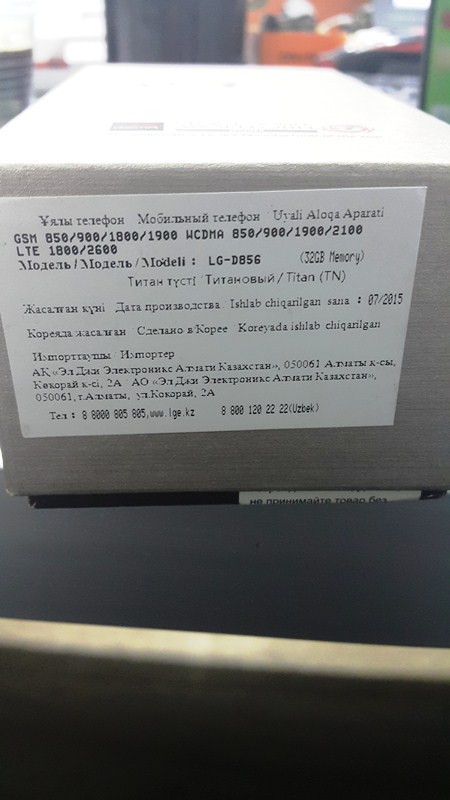 Ұялы телефон Мобильный телефон Uyali Aloqa Aparati
GSM 850/900/1800/1900 WCDMA 850/900/1900/2100
LTE 1800/2600
Модель / Модель / Modeli : LG-D856 (32GB Memory)
Титан түсті Титановый / Titan (TN)
Жасалған күні Дата производства Ishlab chiqarilgan sana : 07/2015
Кореяда жасалған Сделано в Корее Koreyada ishlab chiqarilgan
Импорттаушы Импортер
АҚ «Эл Джи Электроникс Алмати Казахстан», 050061 Алматы к-сы,
Көкорай к-сі, 2А АО «Эл Джи Электроникс Алмати Казахстан»,
050061, г.Алматы, ул.Кокорай, 2А
Тел : 8 8000 805 805,www.lge.kz 8 800 120 22 22(Uzbek)
не принимайте товар без